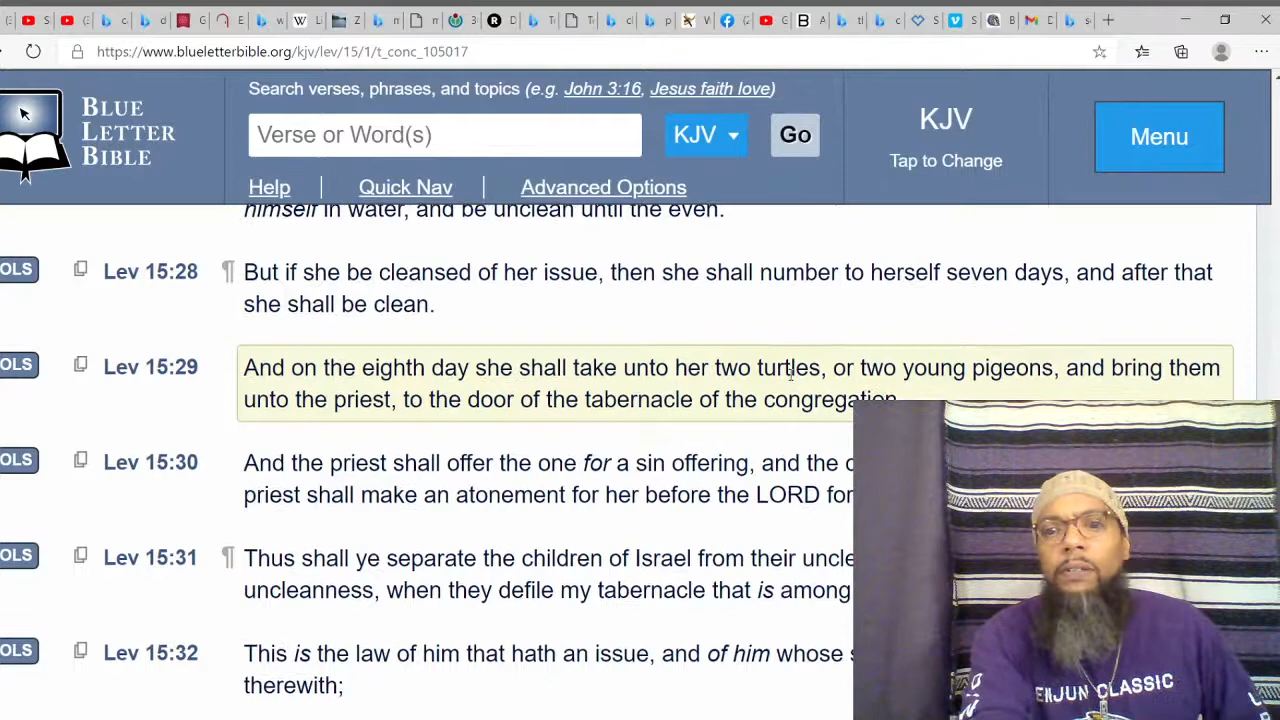 https://www.blueletterbible.org/kjv/lev/15/1/t_conc_105017
BLUE
LETTER
BIBLE
Search verses, phrases, and topics (e.g. John 3:16, Jesus faith love)
Verse or Word(s)
KJV
Go
Help | Quick Nav | Advanced Options
KJV
Tap to Change
Menu
himself in water, and be unclean until the even.
OLS Lev 15:28 ¶ But if she be cleansed of her issue, then she shall number to herself seven days, and after that
she shall be clean.
OLS Lev 15:29 And on the eighth day she shall take unto her two turtles, or two young pigeons, and bring them
unto the priest, to the door of the tabernacle of the congregation.
OLS Lev 15:30 And the priest shall offer the one for a sin offering, and the
priest shall make an atonement for her before the LORD for
OLS Lev 15:31 ¶ Thus shall ye separate the children of Israel from their uncle
uncleanness, when they defile my tabernacle that is among
OLS Lev 15:32 This is the law of him that hath an issue, and of him whose s
therewith;
CLASSIC